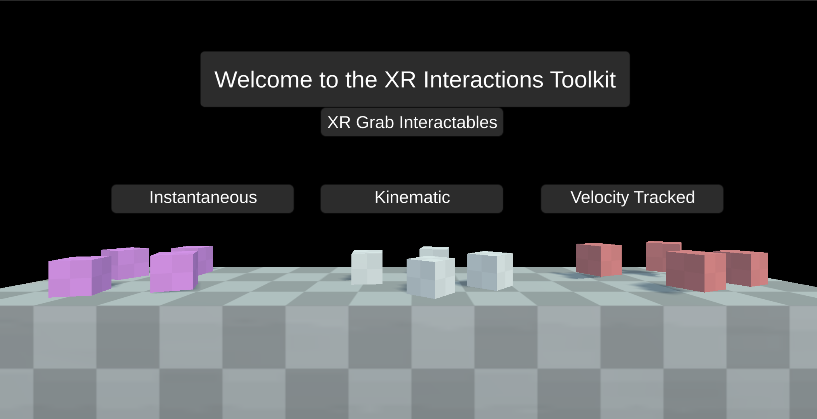 Welcome to the XR Interactions Toolkit
XR Grab Interactables
Instantaneous
Kinematic
Velocity Tracked